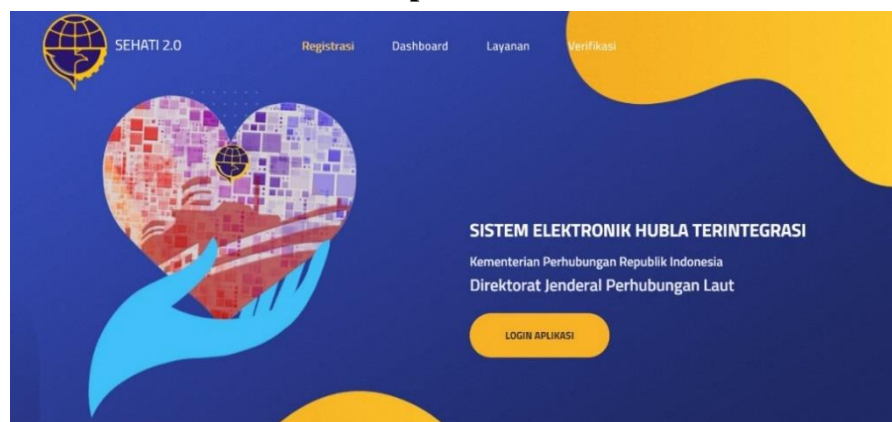 SEHATI 2.0
Registrasi Dashboard Layanan Verifikasi
SISTEM ELEKTRONIK HUBLA TERINTEGRASI
Kementerian Perhubungan Republik Indonesia
Direktorat Jenderal Perhubungan Laut
LOGIN APLIKASI